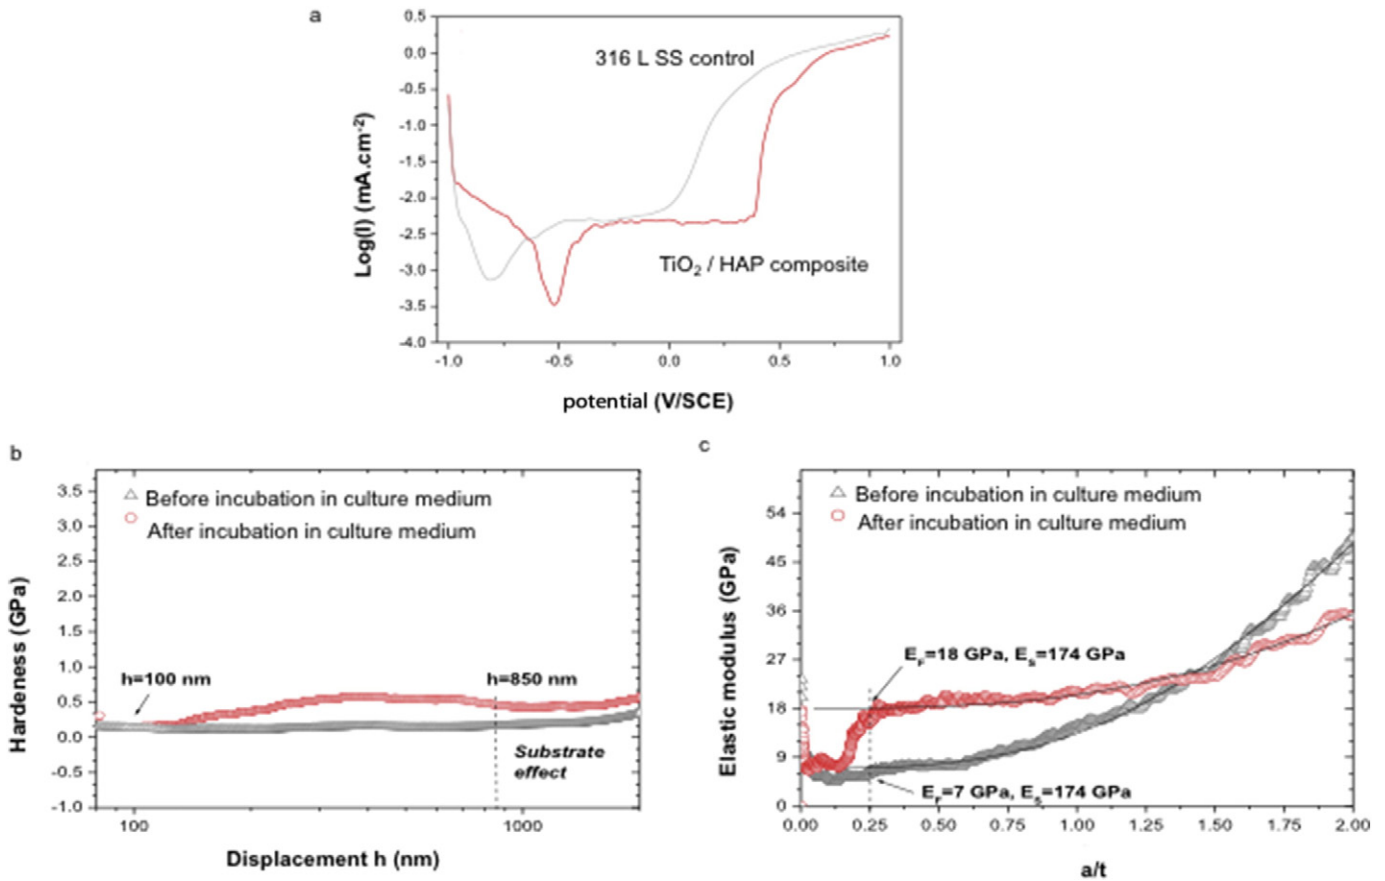 a
0.5
0.0
-0.5
-1.0
-1.5
-2.0
-2.5
-3.0
-3.5
-4.0
Log(I) (mA.cm⁻²)
316 L SS control
TiO₂ / HAP composite
-1.0 -0.5 0.0 0.5 1.0
potential (V/SCE)
b
3.5
3.0
2.5
2.0
1.5
1.0
0.5
0.0
-0.5
-1.0
Hardeness (GPa)
Before incubation in culture medium
After incubation in culture medium
h=100 nm
h=850 nm
Substrate
effect
100 1000
Displacement h (nm)
c
54
45
36
27
18
9
0
Elastic modulus (GPa)
Before incubation in culture medium
After incubation in culture medium
E_F=18 GPa, E_S=174 GPa
E_F=7 GPa, E_S=174 GPa
0.00 0.25 0.50 0.75 1.00 1.25 1.50 1.75 2.00
a/t